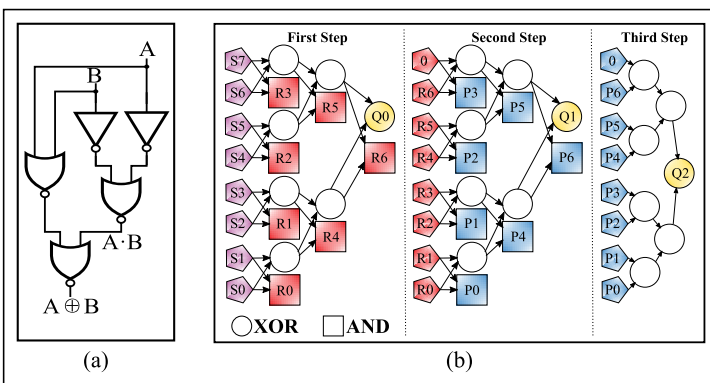 A
B
A·B
A ⊕ B
(a)
First Step
Second Step
Third Step
S7
S6
S5
S4
S3
S2
S1
S0
R3
R2
R1
R0
R5
R4
Q0
R6
0
R6
R5
R4
R3
R2
R1
R0
P3
P2
P1
P0
P5
P4
Q1
P6
0
P6
P5
P4
P3
P2
P1
P0
Q2
XOR
AND
(b)